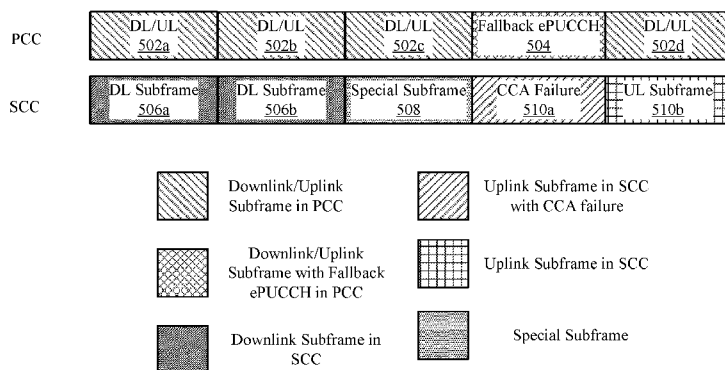 PCC
DL/UL
502a
DL/UL
502b
DL/UL
502c
Fallback ePUCCH
504
DL/UL
502d
SCC
DL Subframe
506a
DL Subframe
506b
Special Subframe
508
CCA Failure
510a
UL Subframe
510b
Downlink/Uplink
Subframe in PCC
Uplink Subframe in SCC
with CCA failure
Downlink/Uplink
Subframe with Fallback
ePUCCH in PCC
Uplink Subframe in SCC
Downlink Subframe in
SCC
Special Subframe